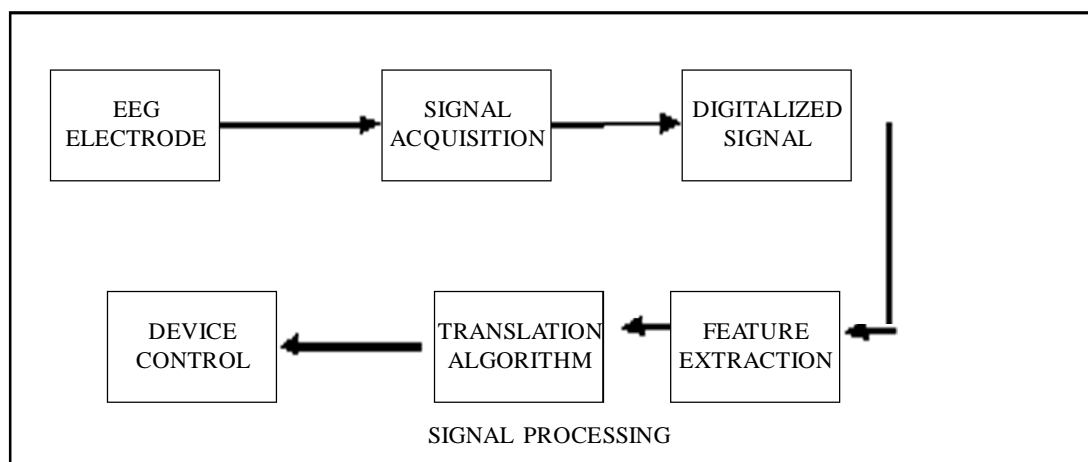 EEG
ELECTRODE
SIGNAL
ACQUISITION
DIGITALIZED
SIGNAL
FEATURE
EXTRACTION
TRANSLATION
ALGORITHM
DEVICE
CONTROL
SIGNAL PROCESSING